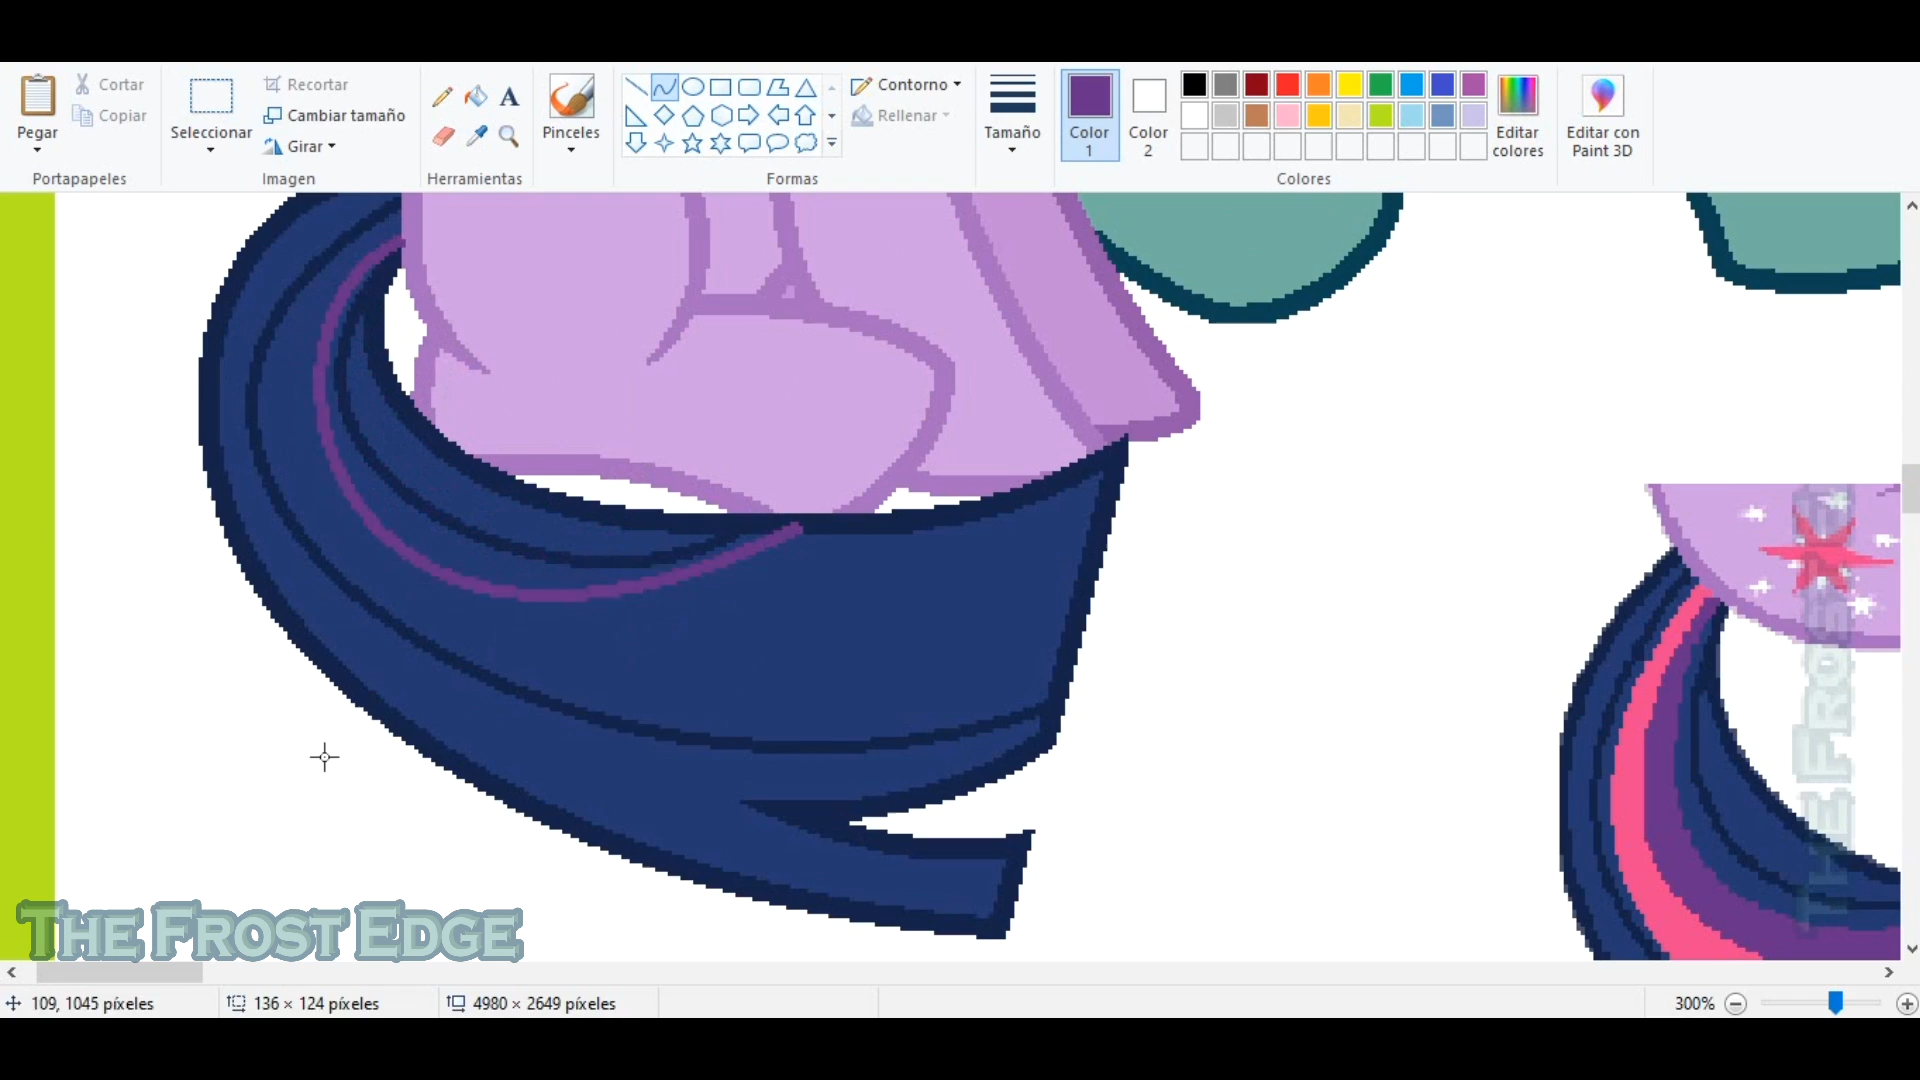 Pegar
Cortar
Copiar
Portapapeles
Seleccionar
Recortar
Cambiar tamaño
Girar
Imagen
A
Herramientas
Pinceles
Formas
Contorno
Rellenar
Tamaño
Color
1
Color
2
Colores
Editar
colores
Editar con
Paint 3D
THE FROST EDGE
THE FROST
109, 1045 píxeles
136 × 124 píxeles
4980 × 2649 píxeles
300%